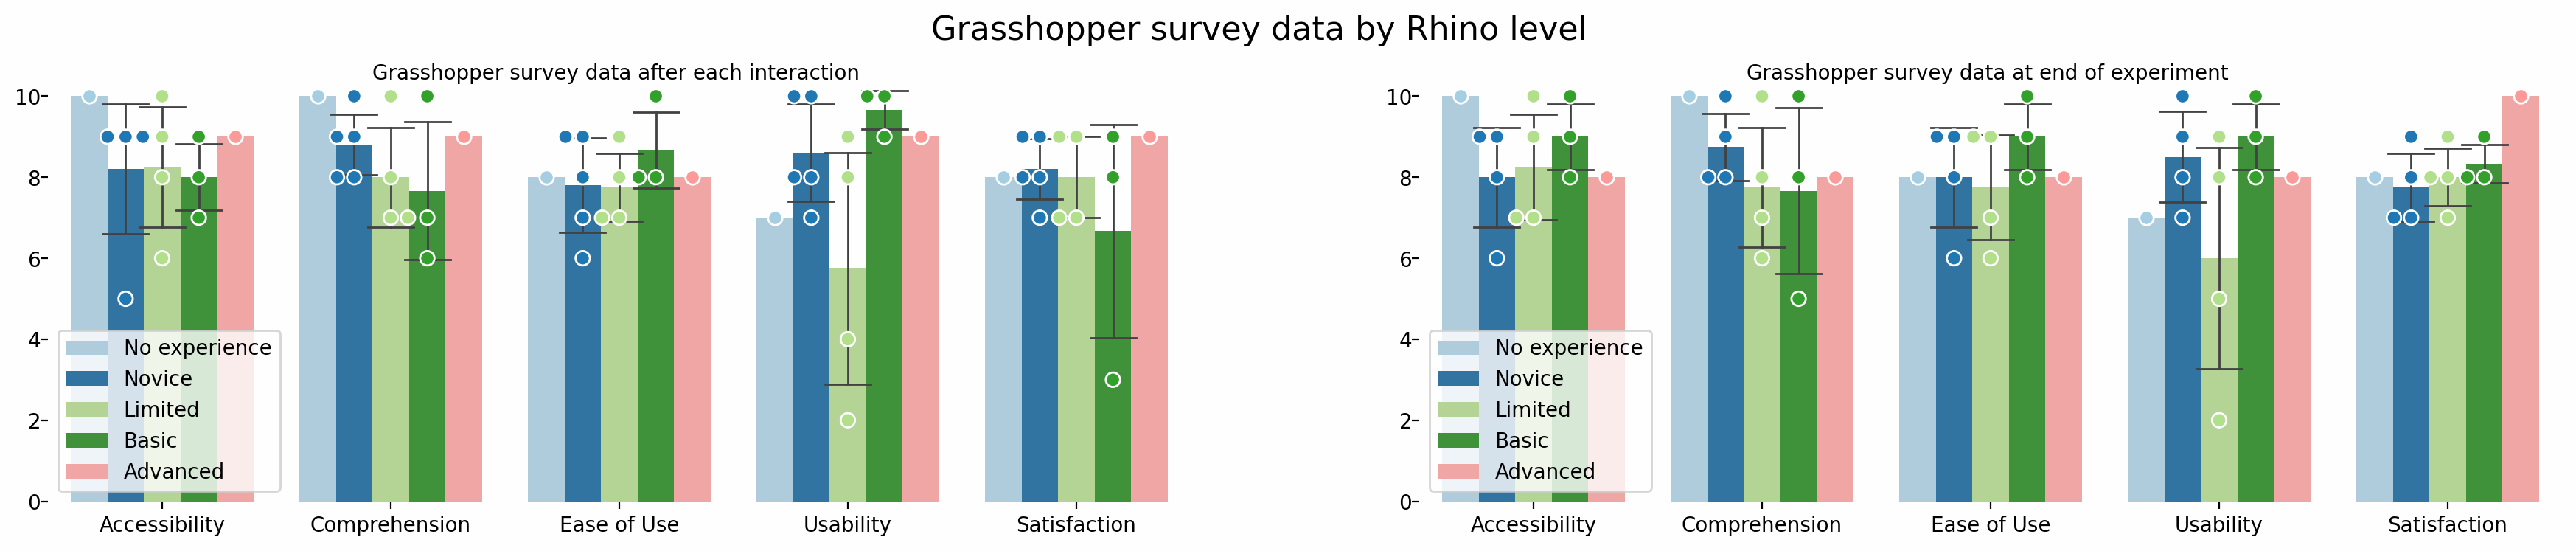 Grasshopper survey data by Rhino level
Grasshopper survey data after each interaction
10
8
6
4
2
0
No experience
Novice
Limited
Basic
Advanced
Accessibility
Comprehension
Ease of Use
Usability
Satisfaction
Grasshopper survey data at end of experiment
10
8
6
4
2
0
No experience
Novice
Limited
Basic
Advanced
Accessibility
Comprehension
Ease of Use
Usability
Satisfaction